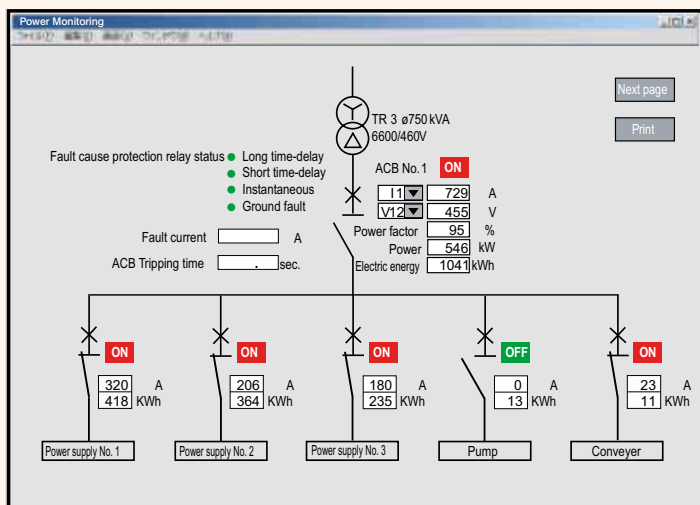 Power Monitoring
Next page
Print
TR 3 ø750 kVA
6600/460V
Fault cause protection relay status
Long time-delay
Short time-delay
Instantaneous
Ground fault
ACB No. 1 ON
I1 729 A
V12 455 V
Power factor 95 %
Power 546 kW
Electric energy 1041 kWh
Fault current A
ACB Tripping time . sec.
ON ON ON OFF ON
320 A 206 A 180 A 0 A 23 A
418 KWh 364 KWh 235 KWh 13 KWh 11 KWh
Power supply No. 1 Power supply No. 2 Power supply No. 3 Pump Conveyer